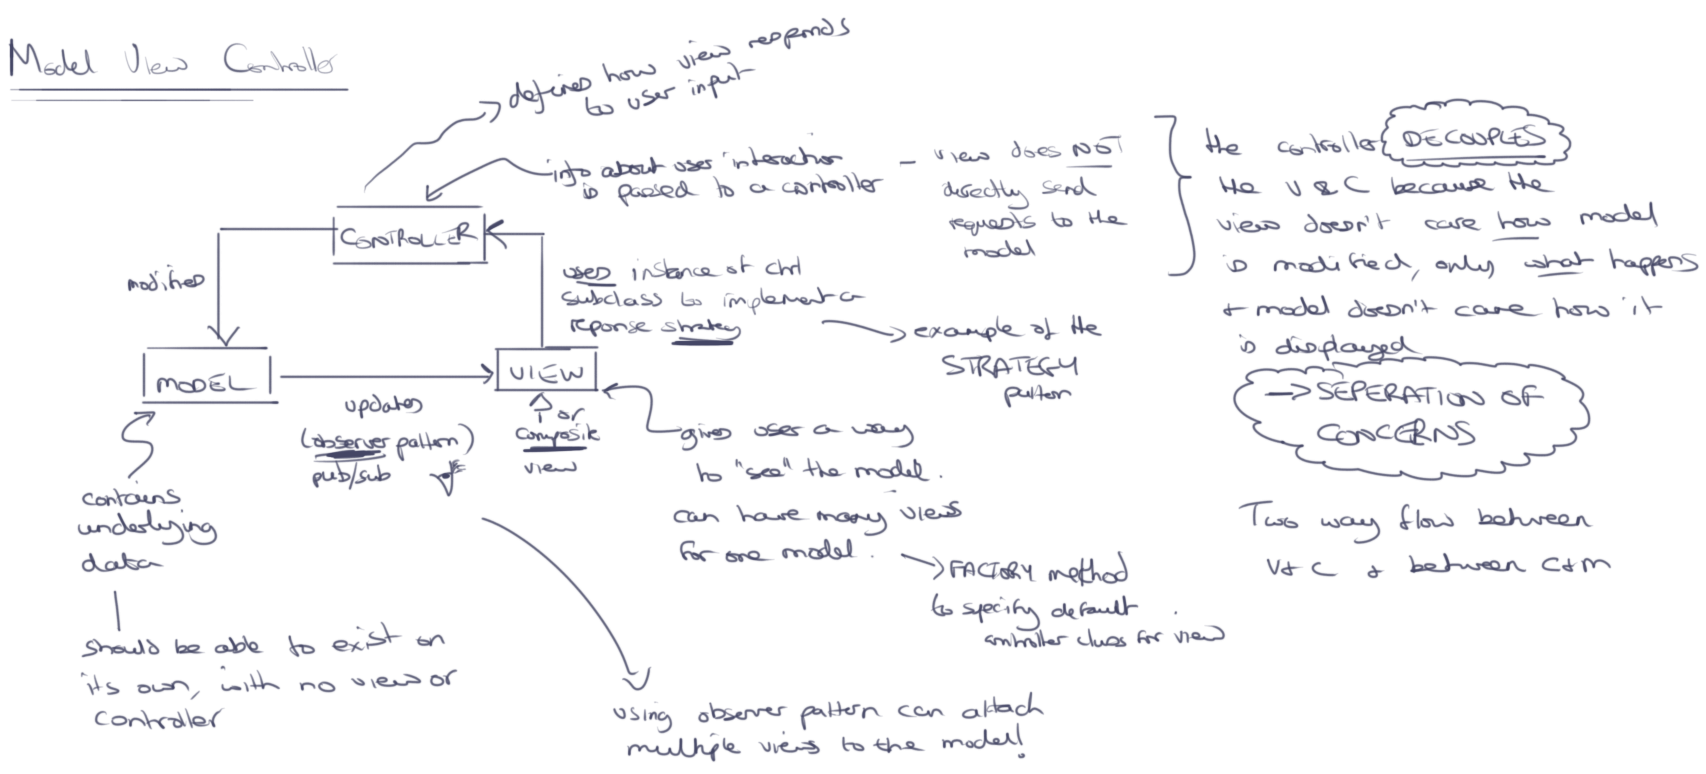 Model View Controller
defines how view responds
to user input
info about user interaction
is passed to a controller
- view does NOT
directly send
requests to the
model
the controller DECOUPLES
the V & C because the
view doesn't care how model
is modified, only what happens
+ model doesn't care how it
is displayed
-> SEPERATION OF
CONCERNS
Two way flow between
V+C + between C+M
CONTROLLER
modifies
uses instance of ctrl
subclass to implement a
reponse strategy
example of the
STRATEGY
pattern
MODEL
VIEW
updates
(observer pattern)
pub/sub
or
composite
view
gives user a way
to "see" the model.
can have many views
for one model.
FACTORY method
to specify default
controller class for view
contains
underlying
data
should be able to exist on
its own, with no view or
controller
using observer pattern can attach
multiple views to the model!